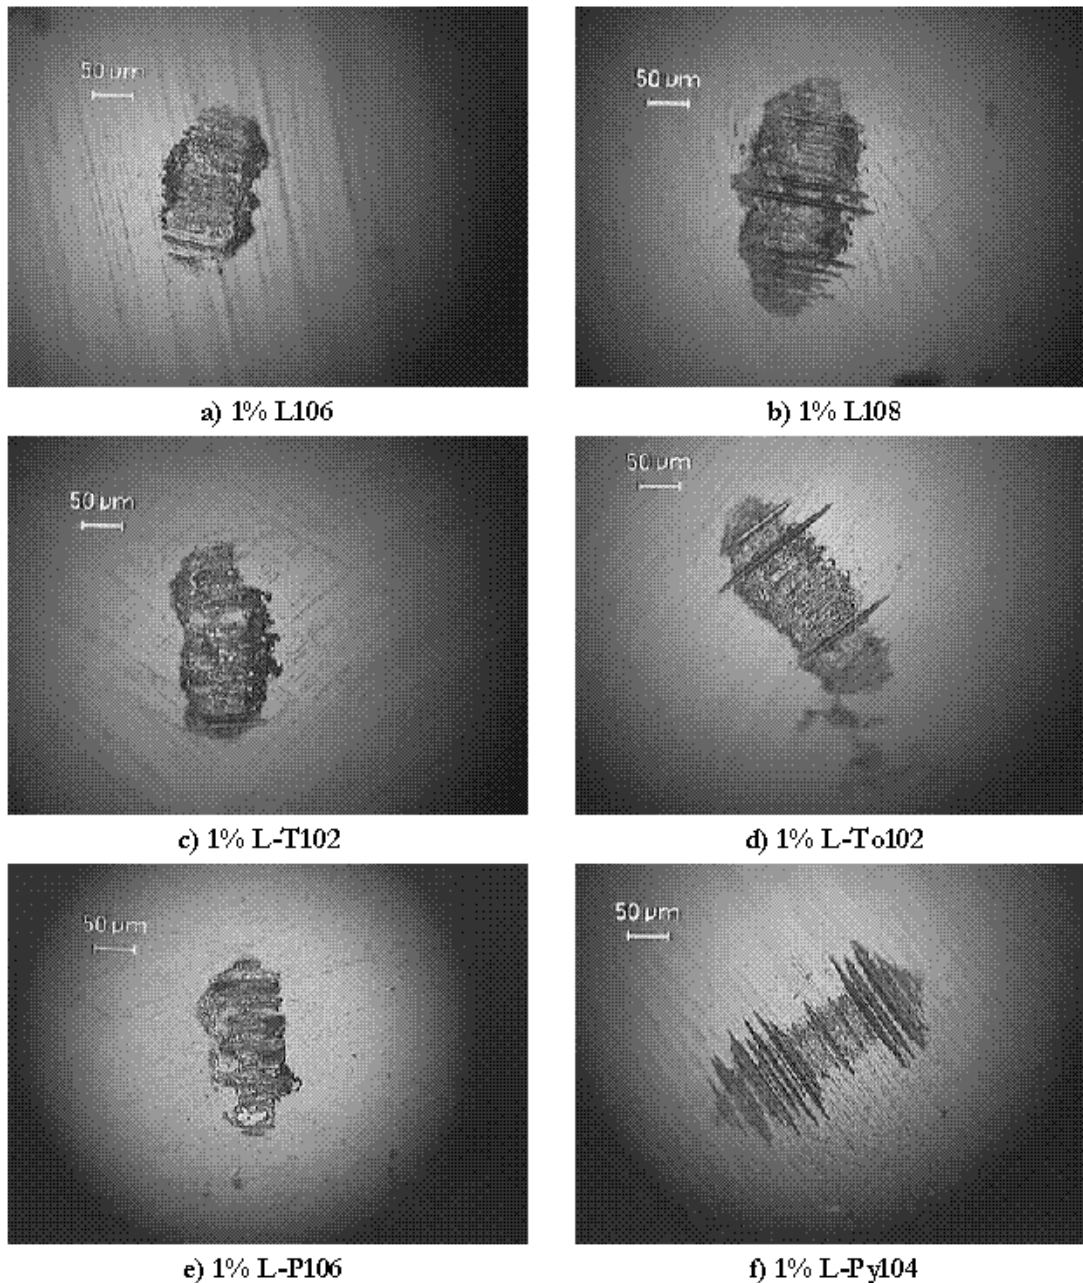 50 µm
50 µm
a) 1% L106
b) 1% L108
50 µm
50 µm
c) 1% L-T102
d) 1% L-To102
50 µm
50 µm
e) 1% L-P106
f) 1% L-Py104